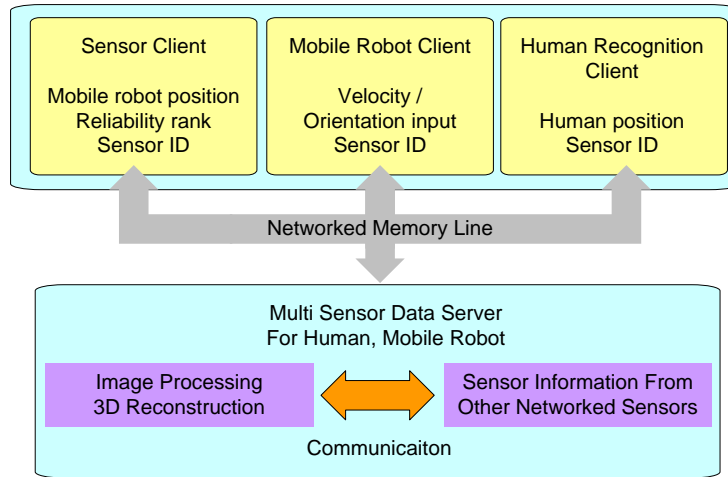 Sensor Client
Mobile robot position
Reliability rank
Sensor ID
Mobile Robot Client
Velocity /
Orientation input
Sensor ID
Human Recognition
Client
Human position
Sensor ID
Networked Memory Line
Multi Sensor Data Server
For Human, Mobile Robot
Image Processing
3D Reconstruction
Sensor Information From
Other Networked Sensors
Communicaiton